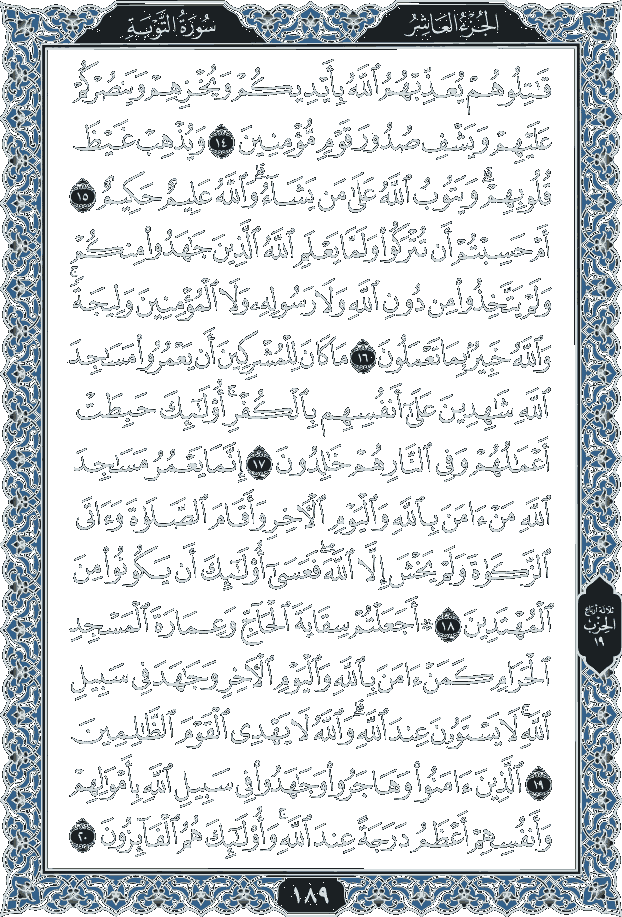 الجزء العاشر
سورة التوبة
قَٰتِلُوهُمْ يُعَذِّبْهُمُ ٱللَّهُ بِأَيْدِيكُمْ وَيُخْزِهِمْ وَيَنصُرْكُمْ
عَلَيْهِمْ وَيَشْفِ صُدُورَ قَوْمٍ مُّؤْمِنِينَ ١٤ وَيُذْهِبْ غَيْظَ
قُلُوبِهِمْ ۗ وَيَتُوبُ ٱللَّهُ عَلَىٰ مَن يَشَآءُ ۗ وَٱللَّهُ عَلِيمٌ حَكِيمٌ ١٥
أَمْ حَسِبْتُمْ أَن تُتْرَكُوا۟ وَلَمَّا يَعْلَمِ ٱللَّهُ ٱلَّذِينَ جَٰهَدُوا۟ مِنكُمْ
وَلَمْ يَتَّخِذُوا۟ مِن دُونِ ٱللَّهِ وَلَا رَسُولِهِۦ وَلَا ٱلْمُؤْمِنِينَ وَلِيجَةً ۚ
وَٱللَّهُ خَبِيرٌۢ بِمَا تَعْمَلُونَ ١٦ مَا كَانَ لِلْمُشْرِكِينَ أَن يَعْمُرُوا۟ مَسَٰجِدَ
ٱللَّهِ شَٰهِدِينَ عَلَىٰٓ أَنفُسِهِم بِٱلْكُفْرِ ۚ أُو۟لَٰٓئِكَ حَبِطَتْ
أَعْمَٰلُهُمْ وَفِى ٱلنَّارِ هُمْ خَٰلِدُونَ ١٧ إِنَّمَا يَعْمُرُ مَسَٰجِدَ
ٱللَّهِ مَنْ ءَامَنَ بِٱللَّهِ وَٱلْيَوْمِ ٱلْءَاخِرِ وَأَقَامَ ٱلصَّلَوٰةَ وَءَاتَى
ٱلزَّكَوٰةَ وَلَمْ يَخْشَ إِلَّا ٱللَّهَ ۖ فَعَسَىٰٓ أُو۟لَٰٓئِكَ أَن يَكُونُوا۟ مِنَ
ٱلْمُهْتَدِينَ ١٨ ۞ أَجَعَلْتُمْ سِقَايَةَ ٱلْحَآجِّ وَعِمَارَةَ ٱلْمَسْجِدِ
ٱلْحَرَامِ كَمَنْ ءَامَنَ بِٱللَّهِ وَٱلْيَوْمِ ٱلْءَاخِرِ وَجَٰهَدَ فِى سَبِيلِ
ٱللَّهِ ۚ لَا يَسْتَوُۥنَ عِندَ ٱللَّهِ ۗ وَٱللَّهُ لَا يَهْدِى ٱلْقَوْمَ ٱلظَّٰلِمِينَ
١٩ ٱلَّذِينَ ءَامَنُوا۟ وَهَاجَرُوا۟ وَجَٰهَدُوا۟ فِى سَبِيلِ ٱللَّهِ بِأَمْوَٰلِهِمْ
وَأَنفُسِهِمْ أَعْظَمُ دَرَجَةً عِندَ ٱللَّهِ ۚ وَأُو۟لَٰٓئِكَ هُمُ ٱلْفَآئِزُونَ ٢٠
ثلاثة أرباع
الحزب
١٩
١٨٩